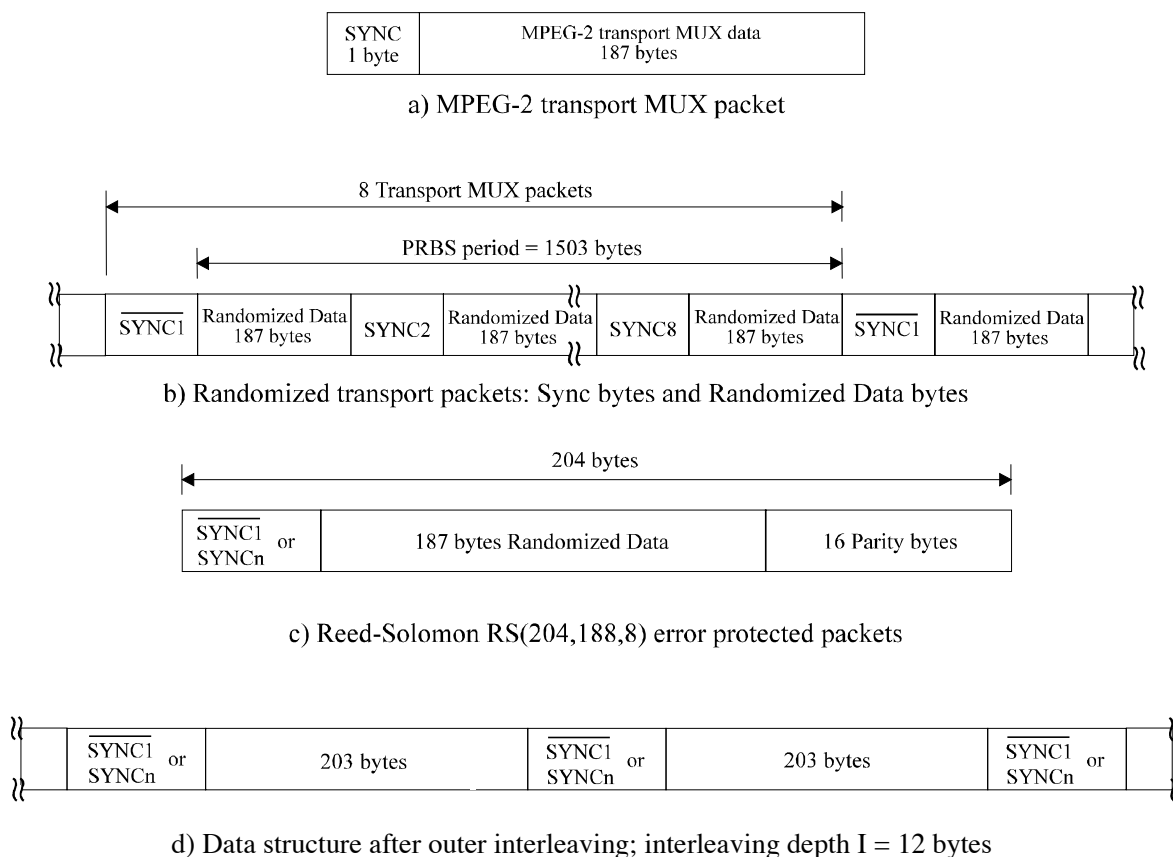 SYNC
1 byte
MPEG-2 transport MUX data
187 bytes
a) MPEG-2 transport MUX packet
8 Transport MUX packets
PRBS period = 1503 bytes
SYNC1
Randomized Data
187 bytes
SYNC2
Randomized Data
187 bytes
SYNC8
Randomized Data
187 bytes
SYNC1
Randomized Data
187 bytes
b) Randomized transport packets: Sync bytes and Randomized Data bytes
204 bytes
SYNC1 or
SYNCn
187 bytes Randomized Data
16 Parity bytes
c) Reed-Solomon RS(204,188,8) error protected packets
SYNC1 or
SYNCn
203 bytes
SYNC1 or
SYNCn
203 bytes
SYNC1 or
SYNCn
d) Data structure after outer interleaving; interleaving depth I = 12 bytes